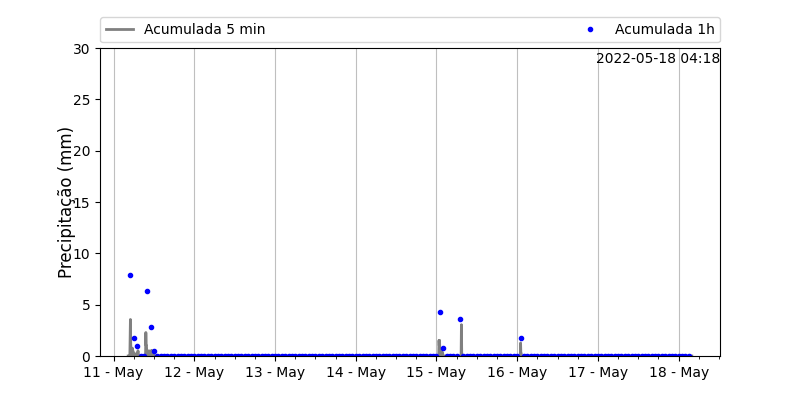 Acumulada 5 min
Acumulada 1h
2022-05-18 04:18
Precipitação (mm)
30
25
20
15
10
5
0
11 - May
12 - May
13 - May
14 - May
15 - May
16 - May
17 - May
18 - May